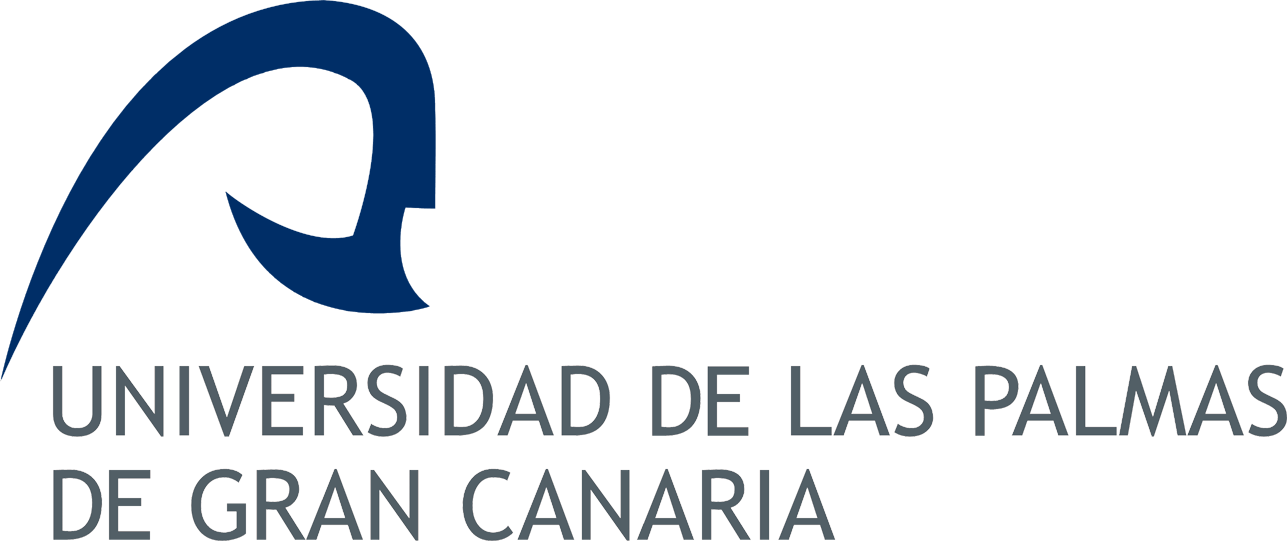 UNIVERSIDAD DE LAS PALMAS
DE GRAN CANARIA